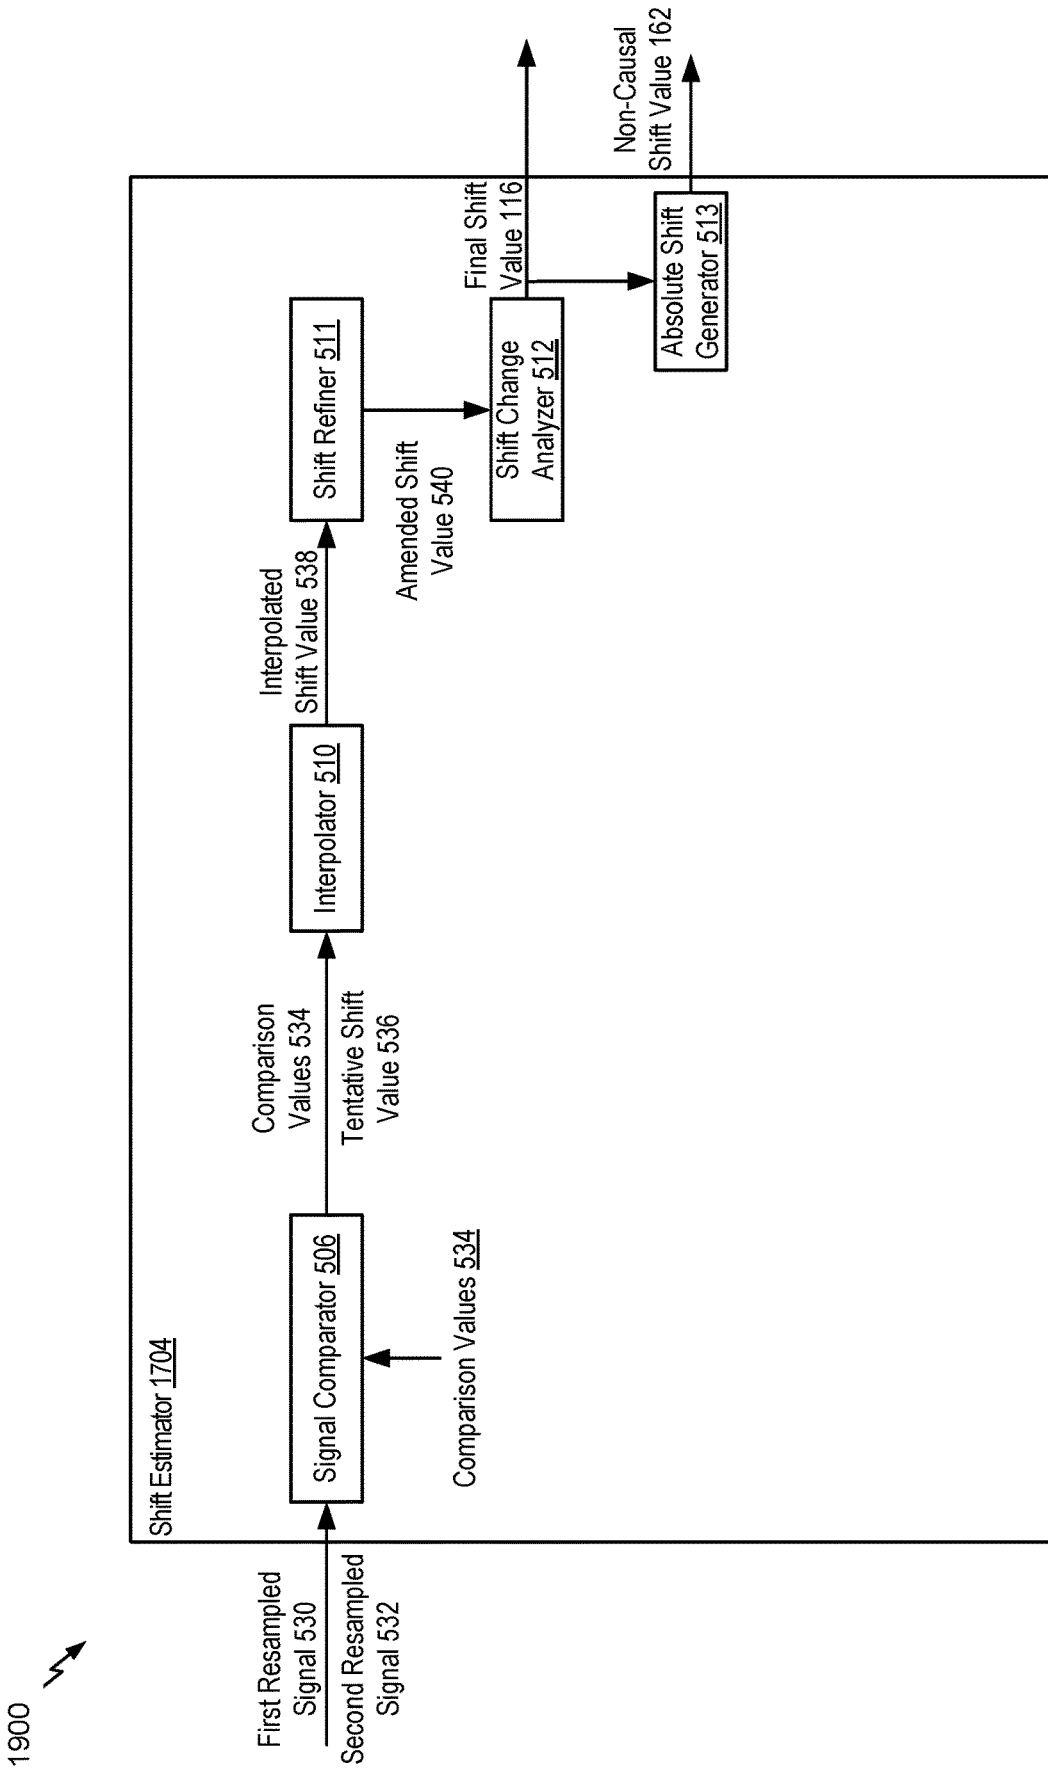 1900
Shift Estimator 1704
First Resampled
Signal 530
Second Resampled
Signal 532
Signal Comparator 506
Comparison Values 534
Comparison
Values 534
Tentative Shift
Value 536
Interpolator 510
Interpolated
Shift Value 538
Shift Refiner 511
Amended Shift
Value 540
Shift Change
Analyzer 512
Final Shift
Value 116
Absolute Shift
Generator 513
Non-Causal
Shift Value 162